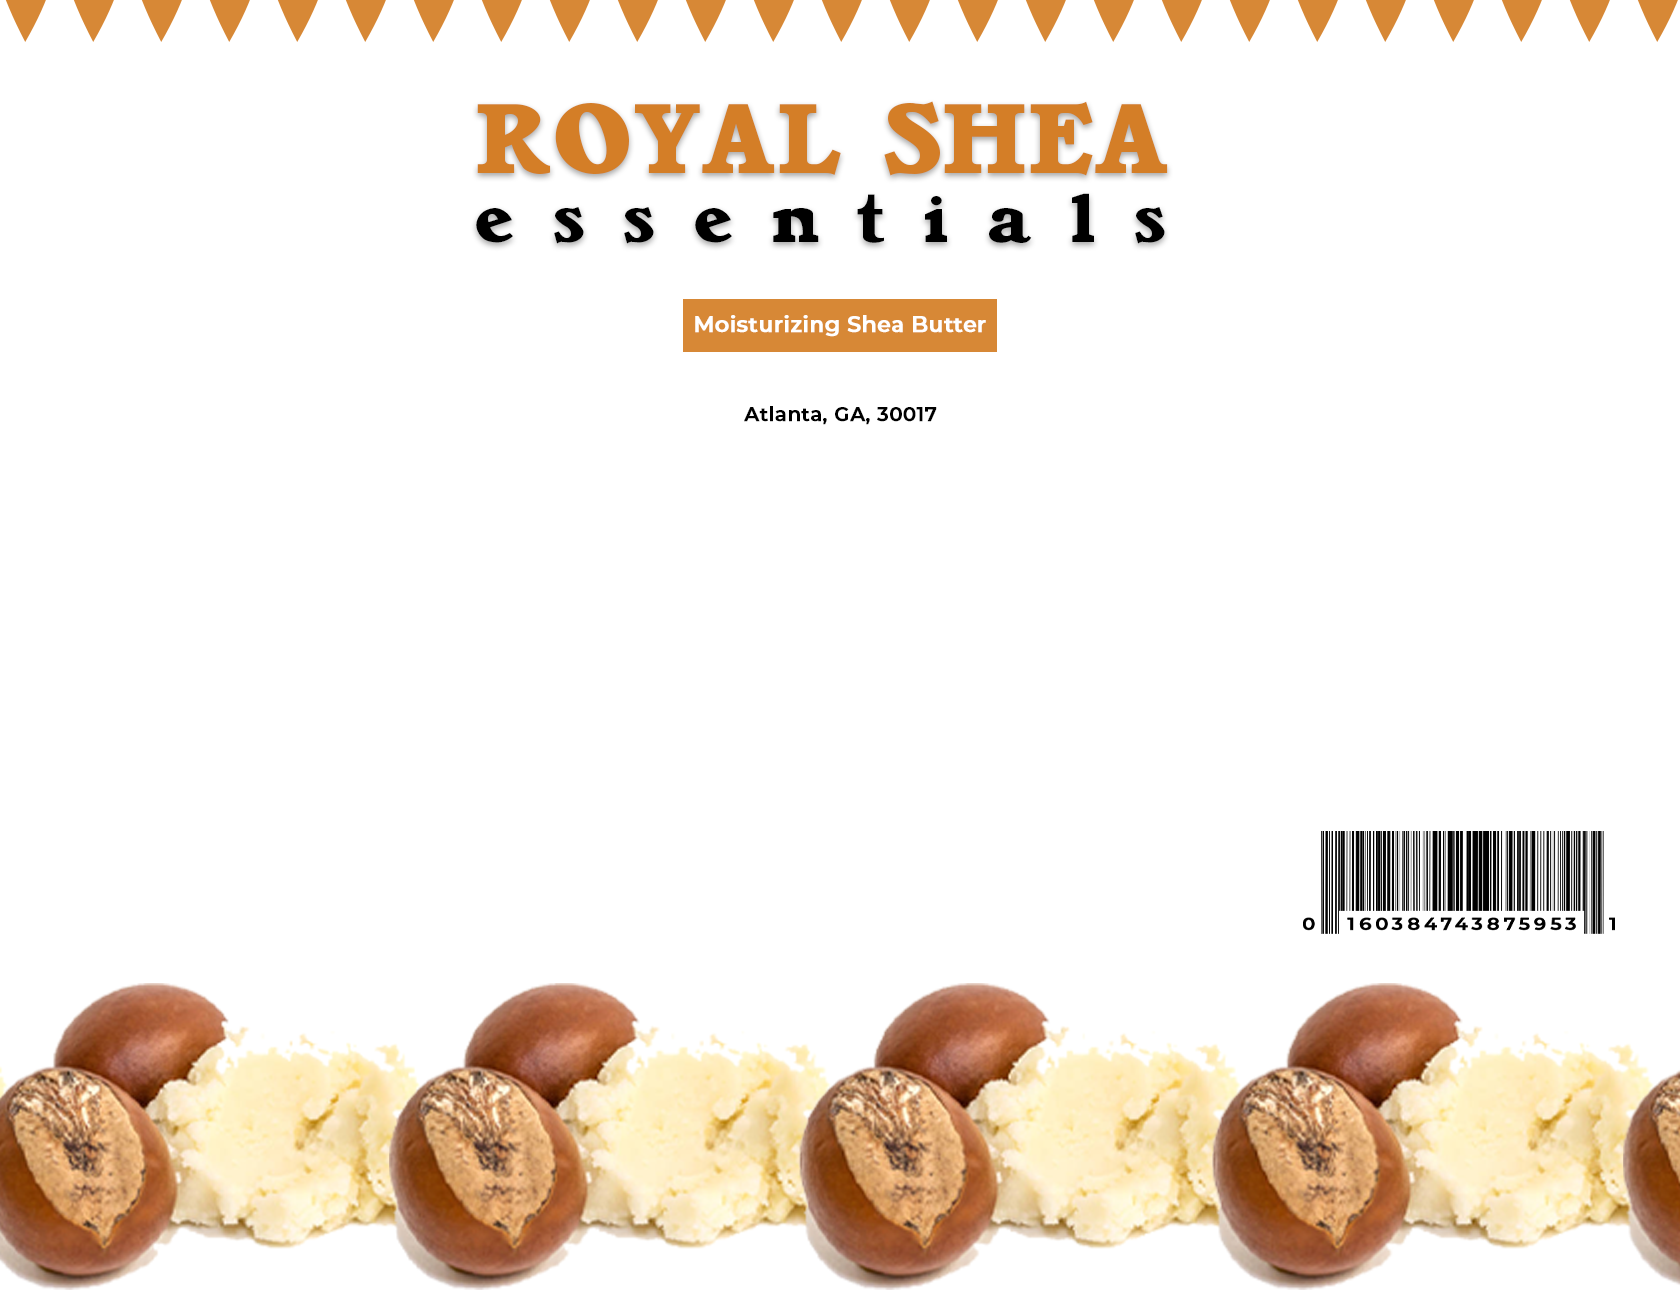 ROYAL SHEA
essentials
Moisturizing Shea Butter
Atlanta, GA, 30017
0 160384743875953 1